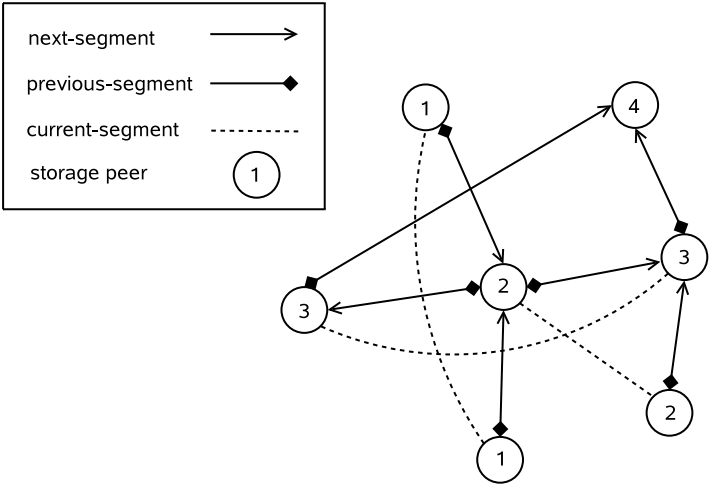 next-segment
previous-segment
current-segment
storage peer 1
1
4
2
3
3
2
1